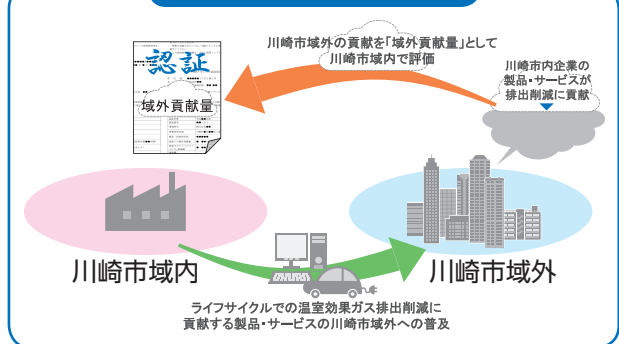 川崎市域外の貢献を「域外貢献量」として
川崎市域内で評価
川崎市内企業の
製品・サービスが
排出削減に貢献
認証
域外貢献量
川崎市域内
川崎市域外
ライフサイクルでの温室効果ガス排出削減に
貢献する製品・サービスの川崎市域外への普及